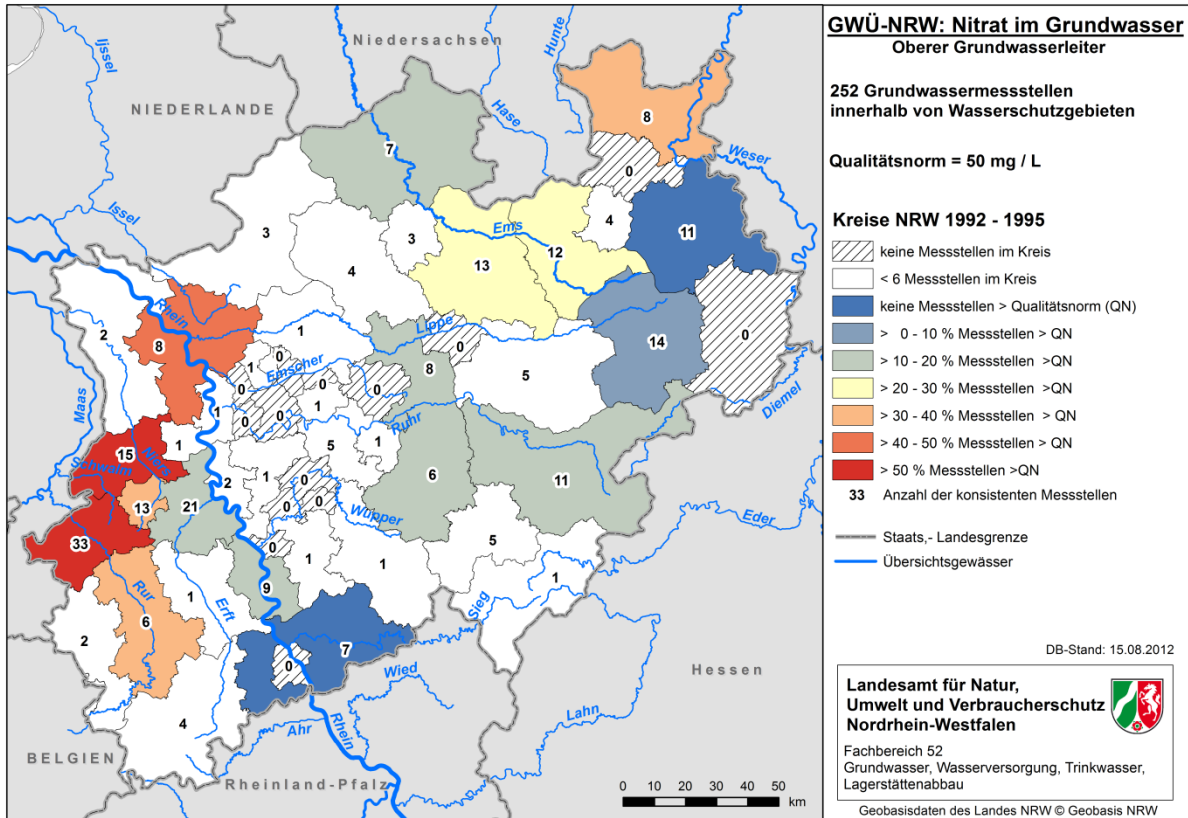 GWÜ-NRW: Nitrat im Grundwasser
Oberer Grundwasserleiter
252 Grundwassermessstellen
innerhalb von Wasserschutzgebieten
Qualitätsnorm = 50 mg / L
Kreise NRW 1992 - 1995
keine Messstellen im Kreis
< 6 Messstellen im Kreis
keine Messstellen > Qualitätsnorm (QN)
> 0 - 10 % Messstellen > QN
> 10 - 20 % Messstellen >QN
> 20 - 30 % Messstellen >QN
> 30 - 40 % Messstellen > QN
> 40 - 50 % Messstellen > QN
> 50 % Messstellen >QN
33 Anzahl der konsistenten Messstellen
Staats,- Landesgrenze
Übersichtsgewässer
DB-Stand: 15.08.2012
Landesamt für Natur,
Umwelt und Verbraucherschutz
Nordrhein-Westfalen
Fachbereich 52
Grundwasser, Wasserversorgung, Trinkwasser,
Lagerstättenabbau
Geobasisdaten des Landes NRW © Geobasis NRW
Niedersachsen
NIEDERLANDE
Hessen
BELGIEN
Rheinland-Pfalz
Ijssel
Hunte
Hase
Weser
Issel
Ems
Rhein
Lippe
Emscher
Maas
Ruhr
Diemel
Niers
Schwalm
Wupper
Eder
Rur
Erft
Sieg
Wied
Lahn
Ahr
Rhein
8
7
0
3
3
4
11
12
13
4
2
8
1
0
14
0
1
0
0
0
8
5
0
0
1
1
15
1
5
1
6
11
13
21
2
1
0
0
0
33
0
1
1
5
1
9
1
6
2
7
0
4
0 10 20 30 40 50
km